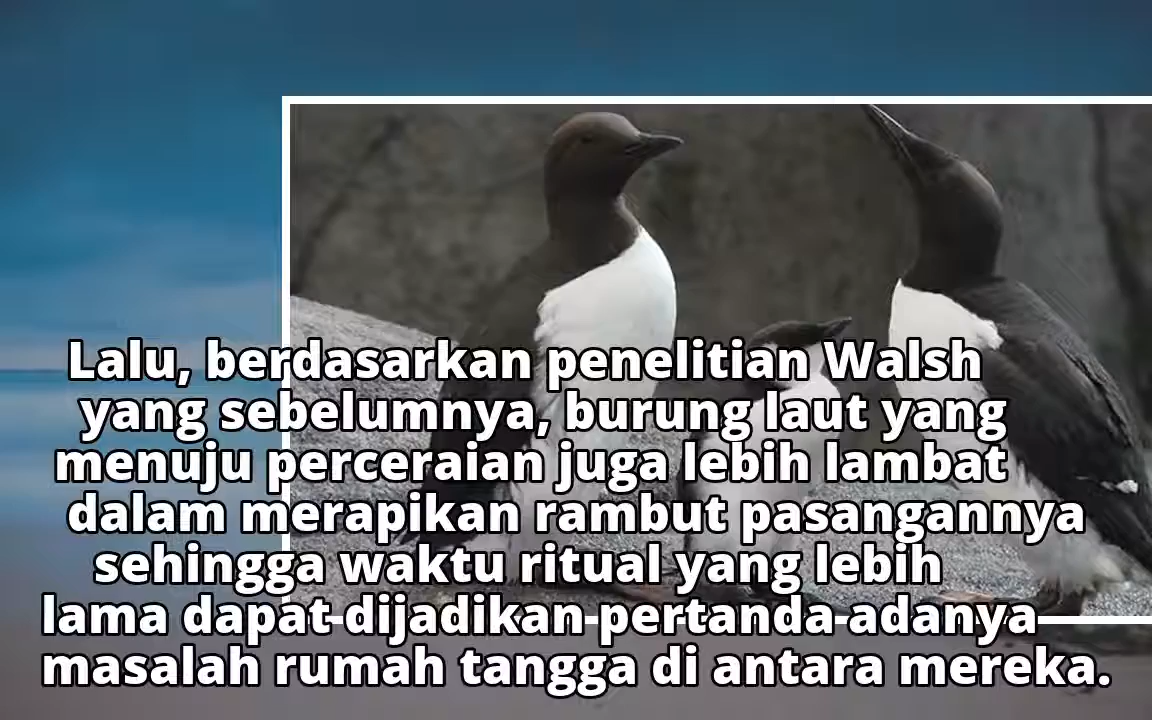 Lalu, berdasarkan penelitian Walsh
yang sebelumnya, burung laut yang
menuju perceraian juga lebih lambat
dalam merapikan rambut pasangannya
sehingga waktu ritual yang lebih
lama dapat dijadikan pertanda adanya
masalah rumah tangga di antara mereka.